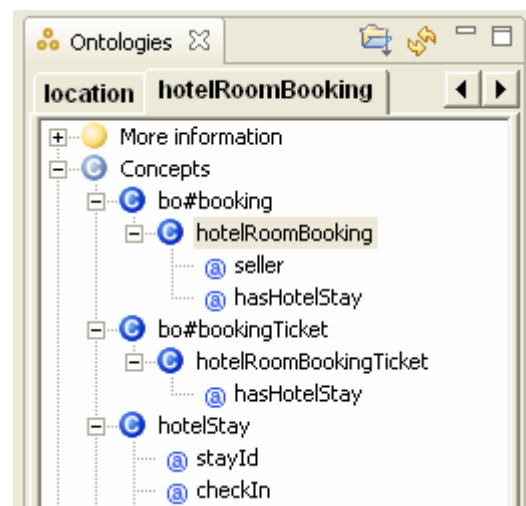 Ontologies
location hotelRoomBooking
More information
Concepts
bo#booking
hotelRoomBooking
seller
hasHotelStay
bo#bookingTicket
hotelRoomBookingTicket
hasHotelStay
hotelStay
stayId
checkIn